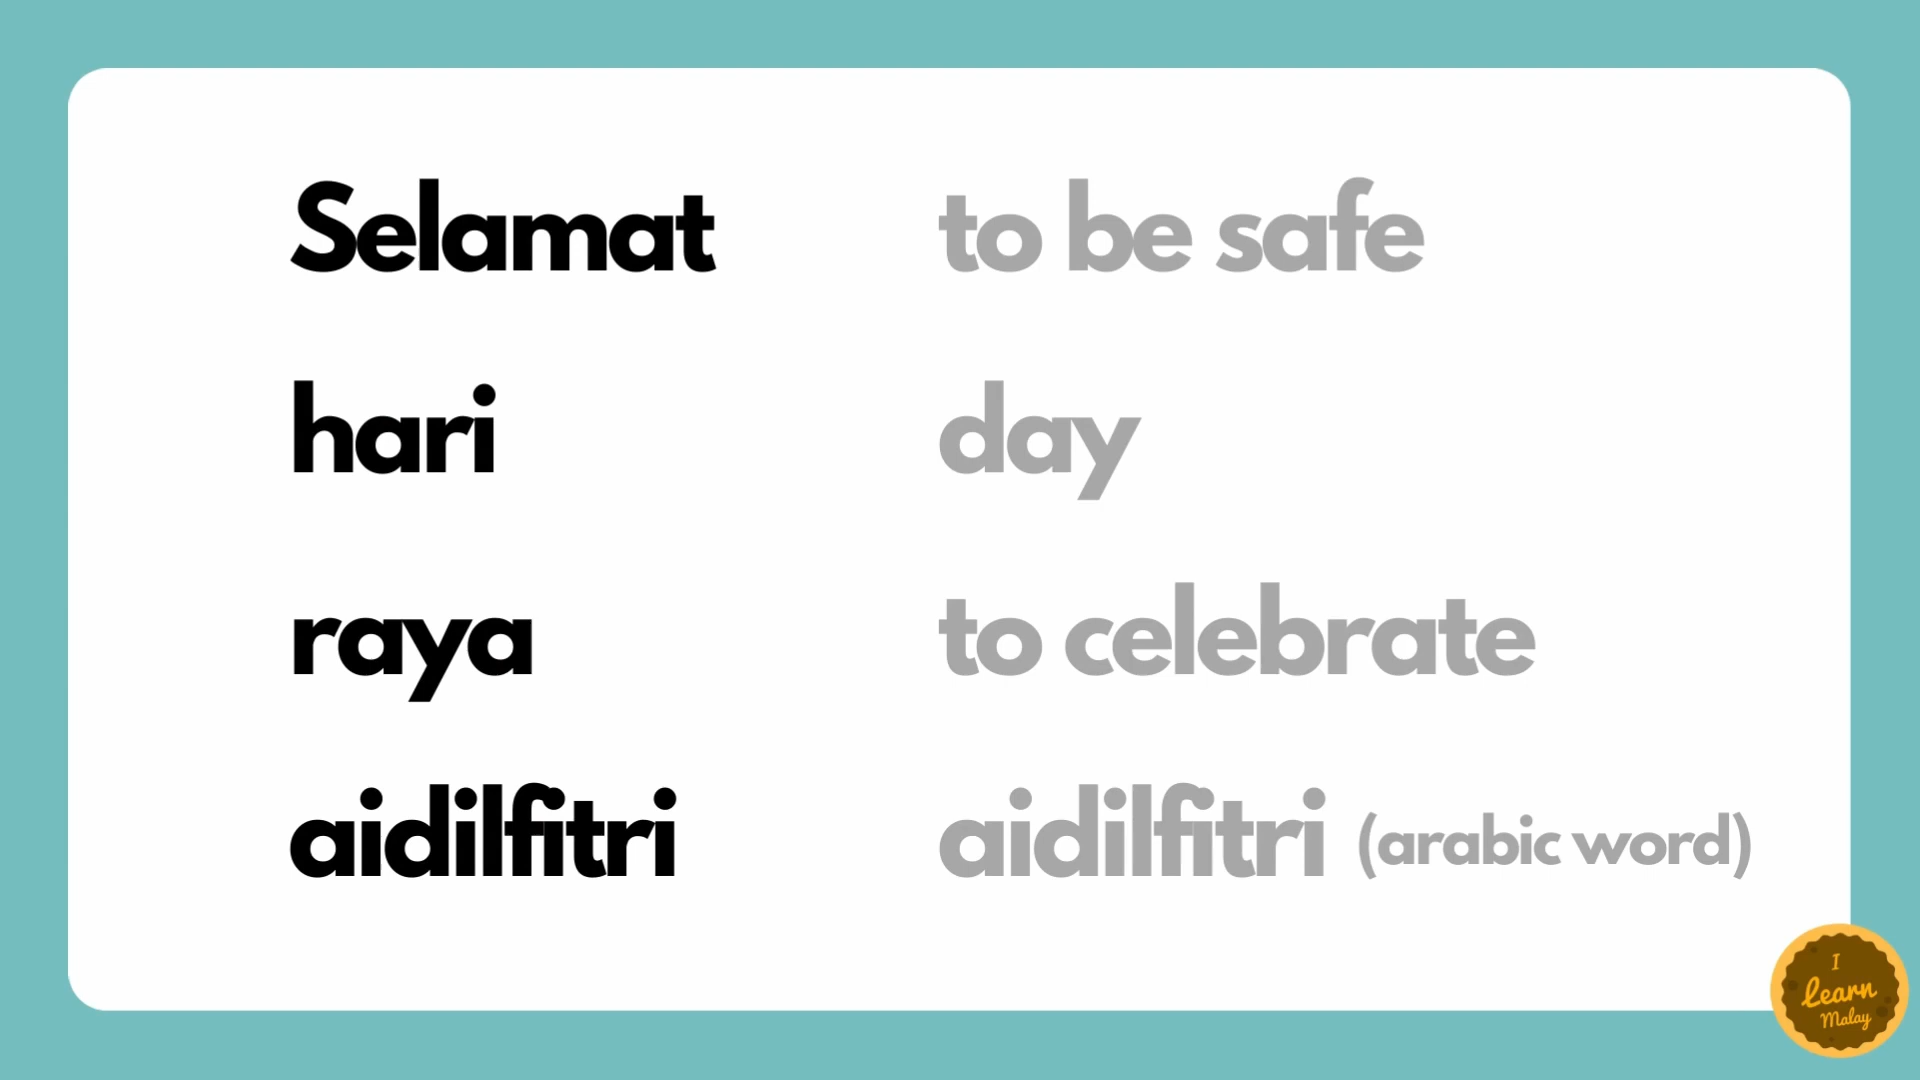 Selamat to be safe
hari day
raya to celebrate
aidilfitri aidilfitri (arabic word)
I
Learn
Malay